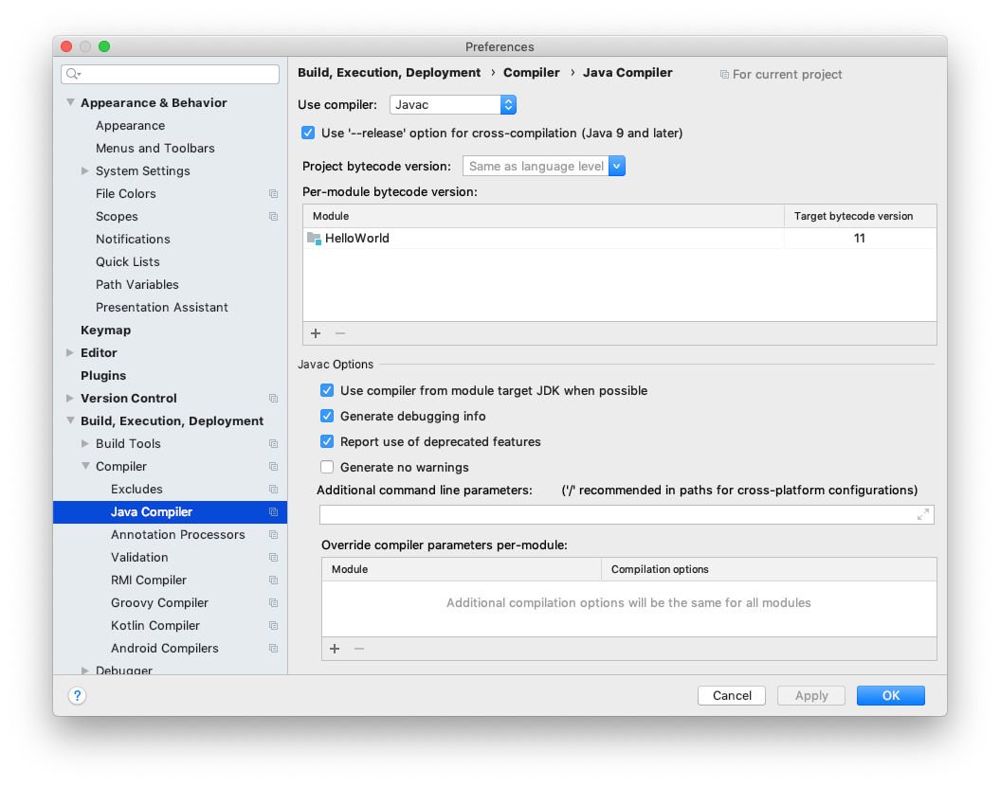 Preferences
Appearance & Behavior
Appearance
Menus and Toolbars
System Settings
File Colors
Scopes
Notifications
Quick Lists
Path Variables
Presentation Assistant
Keymap
Editor
Plugins
Version Control
Build, Execution, Deployment
Build Tools
Compiler
Excludes
Java Compiler
Annotation Processors
Validation
RMI Compiler
Groovy Compiler
Kotlin Compiler
Android Compilers
Debugger
Build, Execution, Deployment › Compiler › Java Compiler For current project
Use compiler: Javac
Use '--release' option for cross-compilation (Java 9 and later)
Project bytecode version: Same as language level
Per-module bytecode version:
Module Target bytecode version
HelloWorld 11
+ −
Javac Options
Use compiler from module target JDK when possible
Generate debugging info
Report use of deprecated features
Generate no warnings
Additional command line parameters: ('/' recommended in paths for cross-platform configurations)
Override compiler parameters per-module:
Module Compilation options
Additional compilation options will be the same for all modules
+ −
? Cancel Apply OK